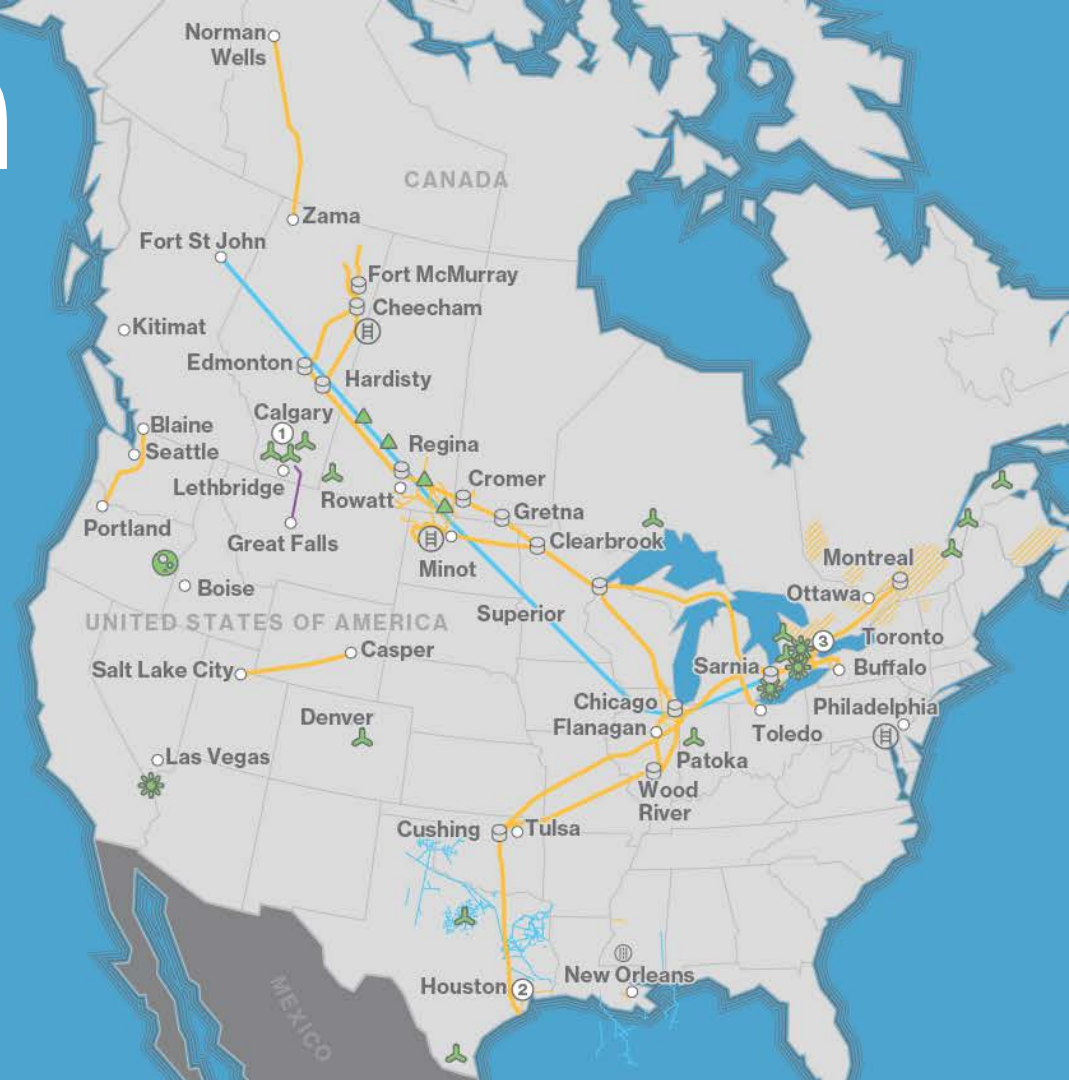 Norman
Wells
CANADA
Zama
Fort St John
Fort McMurray
Cheecham
Kitimat
Edmonton
Hardisty
Calgary
1
Blaine
Seattle
Regina
Lethbridge
Rowatt
Cromer
Gretna
Portland
Great Falls
Clearbrook
Minot
Montreal
Ottawa
Boise
Superior
UNITED STATES OF AMERICA
3
Toronto
Casper
Salt Lake City
Sarnia
Buffalo
Chicago
Philadelphia
Denver
Flanagan
Toledo
Las Vegas
Patoka
Wood
River
Cushing
Tulsa
New Orleans
Houston
2
MEXICO